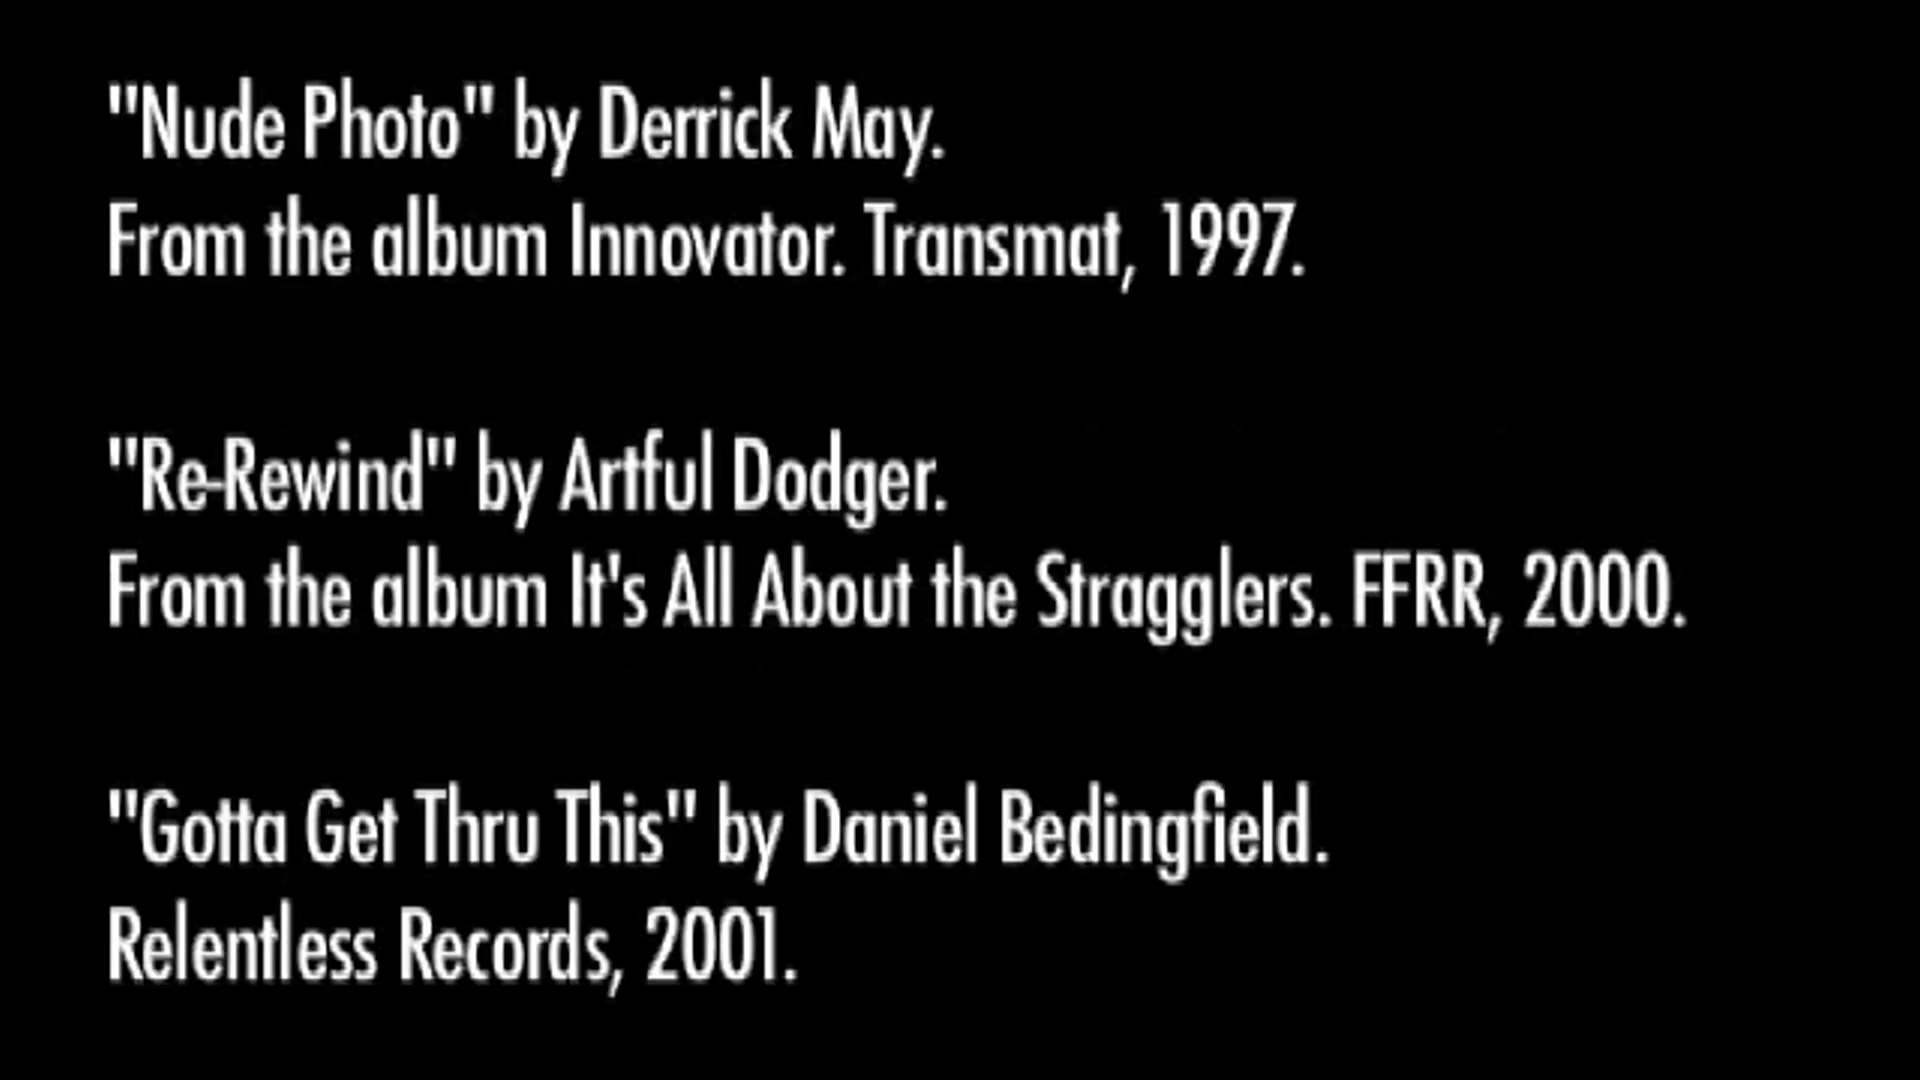 "Nude Photo" by Derrick May.
From the album Innovator. Transmat, 1997.
"Re-Rewind" by Artful Dodger.
From the album It's All About the Stragglers. FFRR, 2000.
"Gotta Get Thru This" by Daniel Bedingfield.
Relentless Records, 2001.